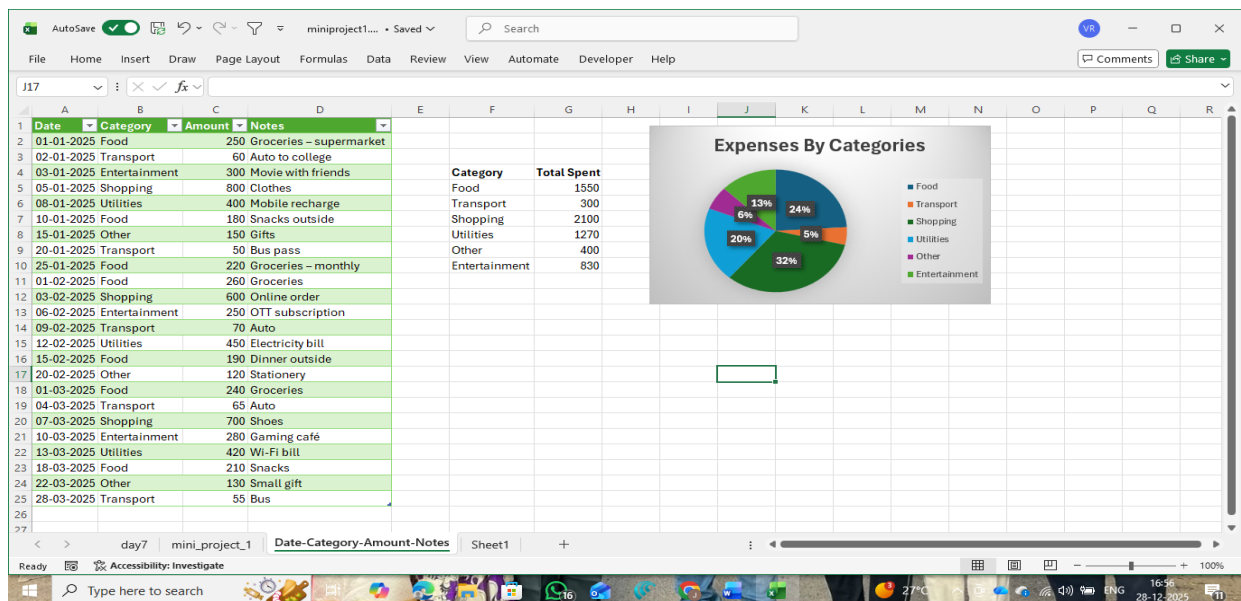 AutoSave
miniproject1.... • Saved
Search
VR
File Home Insert Draw Page Layout Formulas Data Review View Automate Developer Help
Comments Share
J17 fx
A B C D E F G H I J K L M N O P Q R
1 Date Category Amount Notes
2 01-01-2025 Food 250 Groceries – supermarket
3 02-01-2025 Transport 60 Auto to college
4 03-01-2025 Entertainment 300 Movie with friends Category Total Spent
5 05-01-2025 Shopping 800 Clothes Food 1550
6 08-01-2025 Utilities 400 Mobile recharge Transport 300
7 10-01-2025 Food 180 Snacks outside Shopping 2100
8 15-01-2025 Other 150 Gifts Utilities 1270
9 20-01-2025 Transport 50 Bus pass Other 400
10 25-01-2025 Food 220 Groceries – monthly Entertainment 830
11 01-02-2025 Food 260 Groceries
12 03-02-2025 Shopping 600 Online order
13 06-02-2025 Entertainment 250 OTT subscription
14 09-02-2025 Transport 70 Auto
15 12-02-2025 Utilities 450 Electricity bill
16 15-02-2025 Food 190 Dinner outside
17 20-02-2025 Other 120 Stationery
18 01-03-2025 Food 240 Groceries
19 04-03-2025 Transport 65 Auto
20 07-03-2025 Shopping 700 Shoes
21 10-03-2025 Entertainment 280 Gaming café
22 13-03-2025 Utilities 420 Wi-Fi bill
23 18-03-2025 Food 210 Snacks
24 22-03-2025 Other 130 Small gift
25 28-03-2025 Transport 55 Bus
26
27
Expenses By Categories
13% 24%
6%
5%
20%
32%
Food
Transport
Shopping
Utilities
Other
Entertainment
day7 mini_project_1 Date-Category-Amount-Notes Sheet1
Ready Accessibility: Investigate 100%
Type here to search
16
3
27°C
ENG
16:56
28-12-2025
11